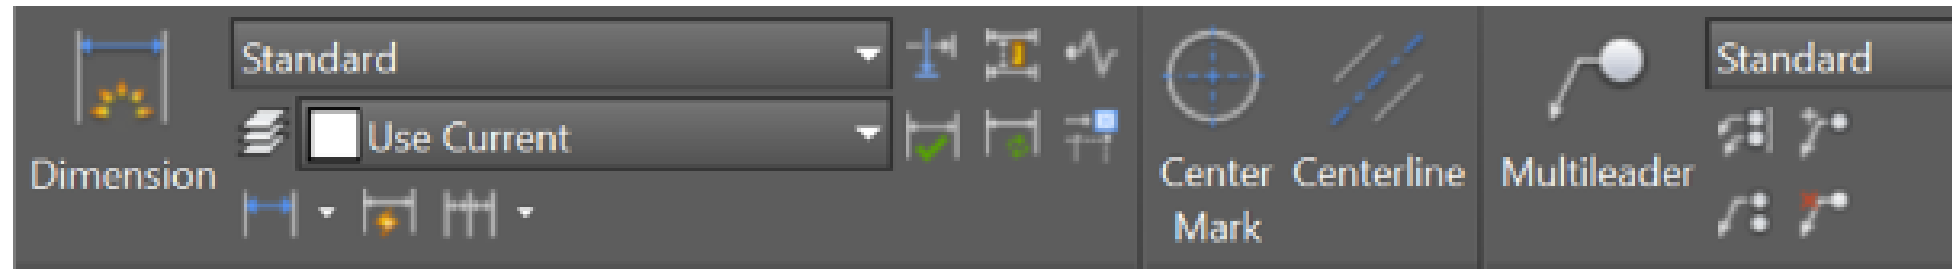 Dimension
Standard
Use Current
Center
Mark
Centerline
Multileader
Standard